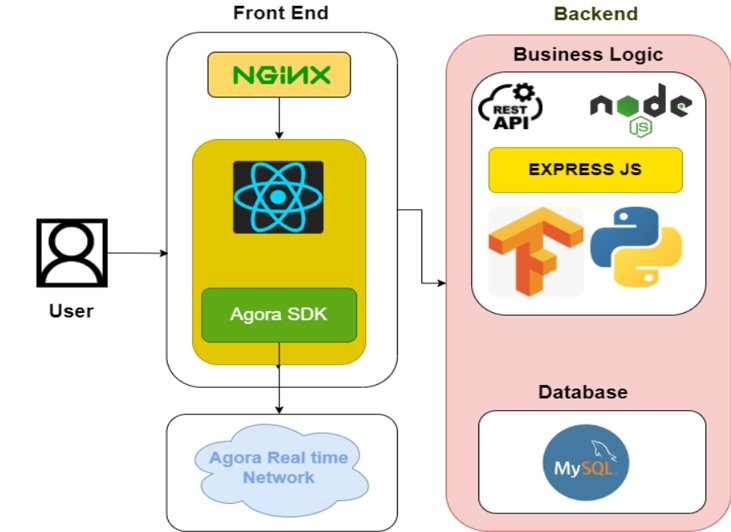 Front End
Backend
NGINX
Business Logic
REST
API
node
JS
EXPRESS JS
User
Agora SDK
Database
Agora Real time
Network
MySQL